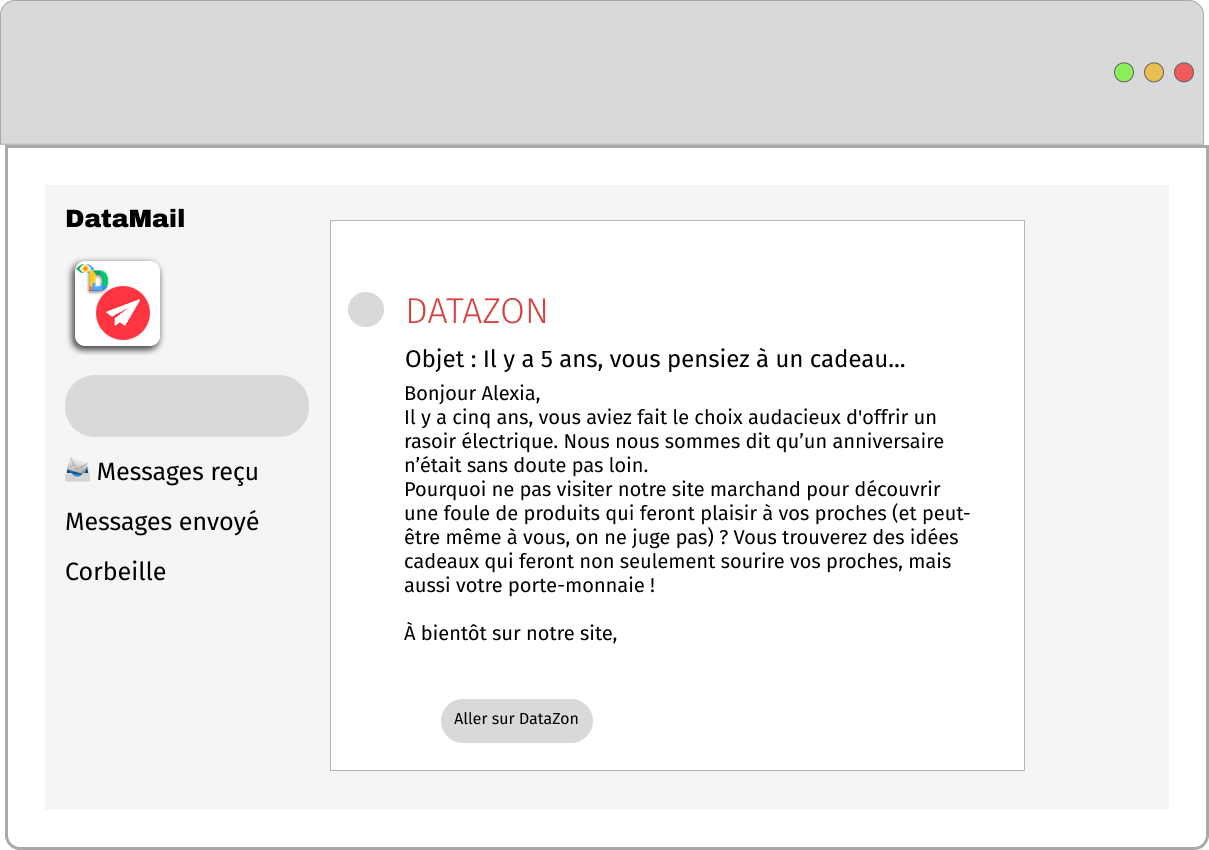 DataMail
D
Messages reçu
Messages envoyé
Corbeille
DATAZON
Objet : Il y a 5 ans, vous pensiez à un cadeau...
Bonjour Alexia,
Il y a cinq ans, vous aviez fait le choix audacieux d'offrir un
rasoir électrique. Nous nous sommes dit qu’un anniversaire
n’était sans doute pas loin.
Pourquoi ne pas visiter notre site marchand pour découvrir
une foule de produits qui feront plaisir à vos proches (et peut-
être même à vous, on ne juge pas) ? Vous trouverez des idées
cadeaux qui feront non seulement sourire vos proches, mais
aussi votre porte-monnaie !
À bientôt sur notre site,
Aller sur DataZon